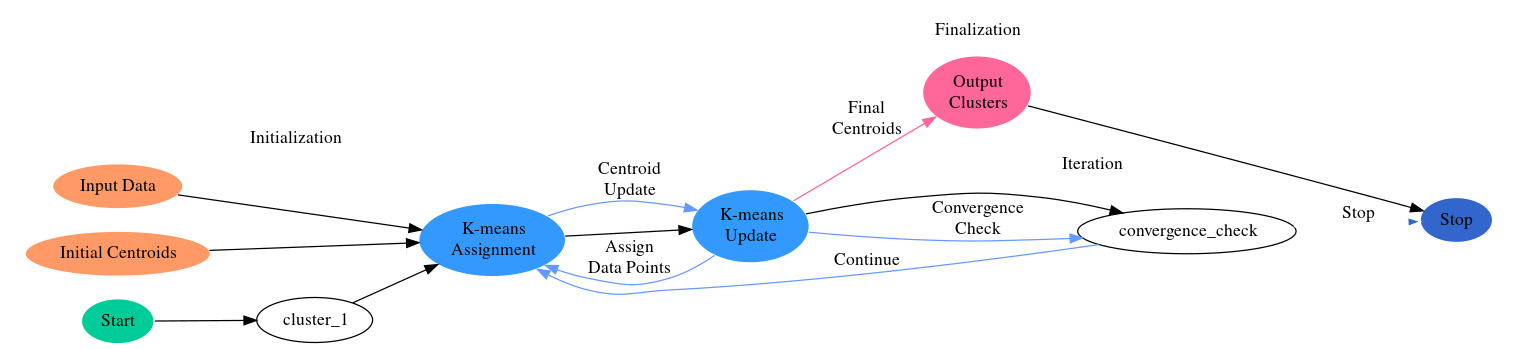 Finalization
Output
Clusters
Final
Centroids
Initialization
Iteration
Centroid
Update
Input Data
K-means
Assignment
K-means
Update
Convergence
Check
Stop
Stop
convergence_check
Initial Centroids
Assign
Data Points
Continue
Start
cluster_1